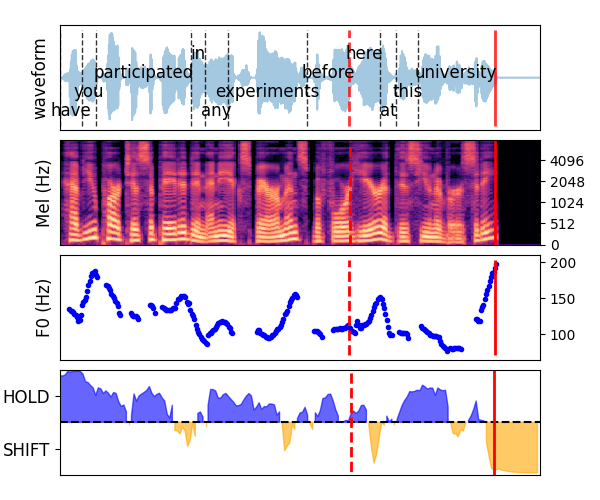 waveform
in
here
participated
before
university
you
experiments
this
have
any
at
Mel (Hz)
4096
2048
1024
512
0
F0 (Hz)
200
150
100
HOLD
SHIFT